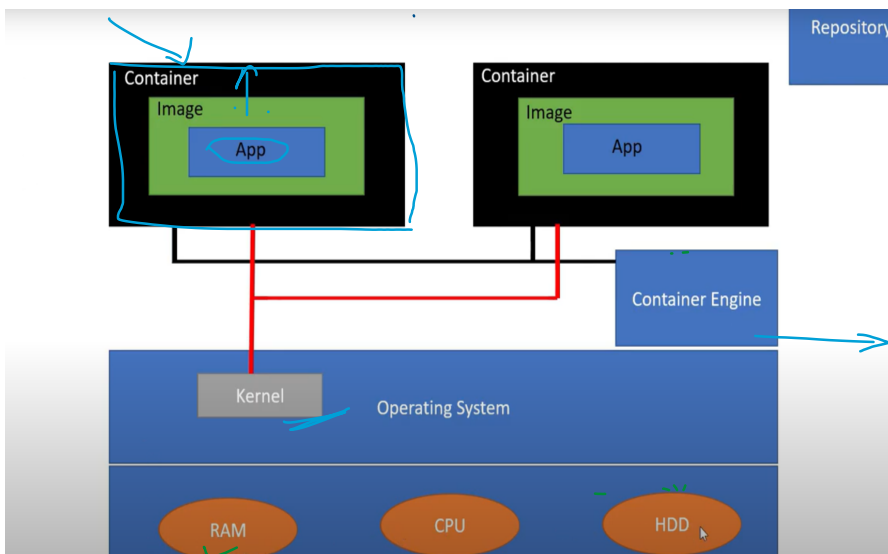 Repository
Container
Image
App
Container
Image
App
Container Engine
Kernel
Operating System
RAM
CPU
HDD